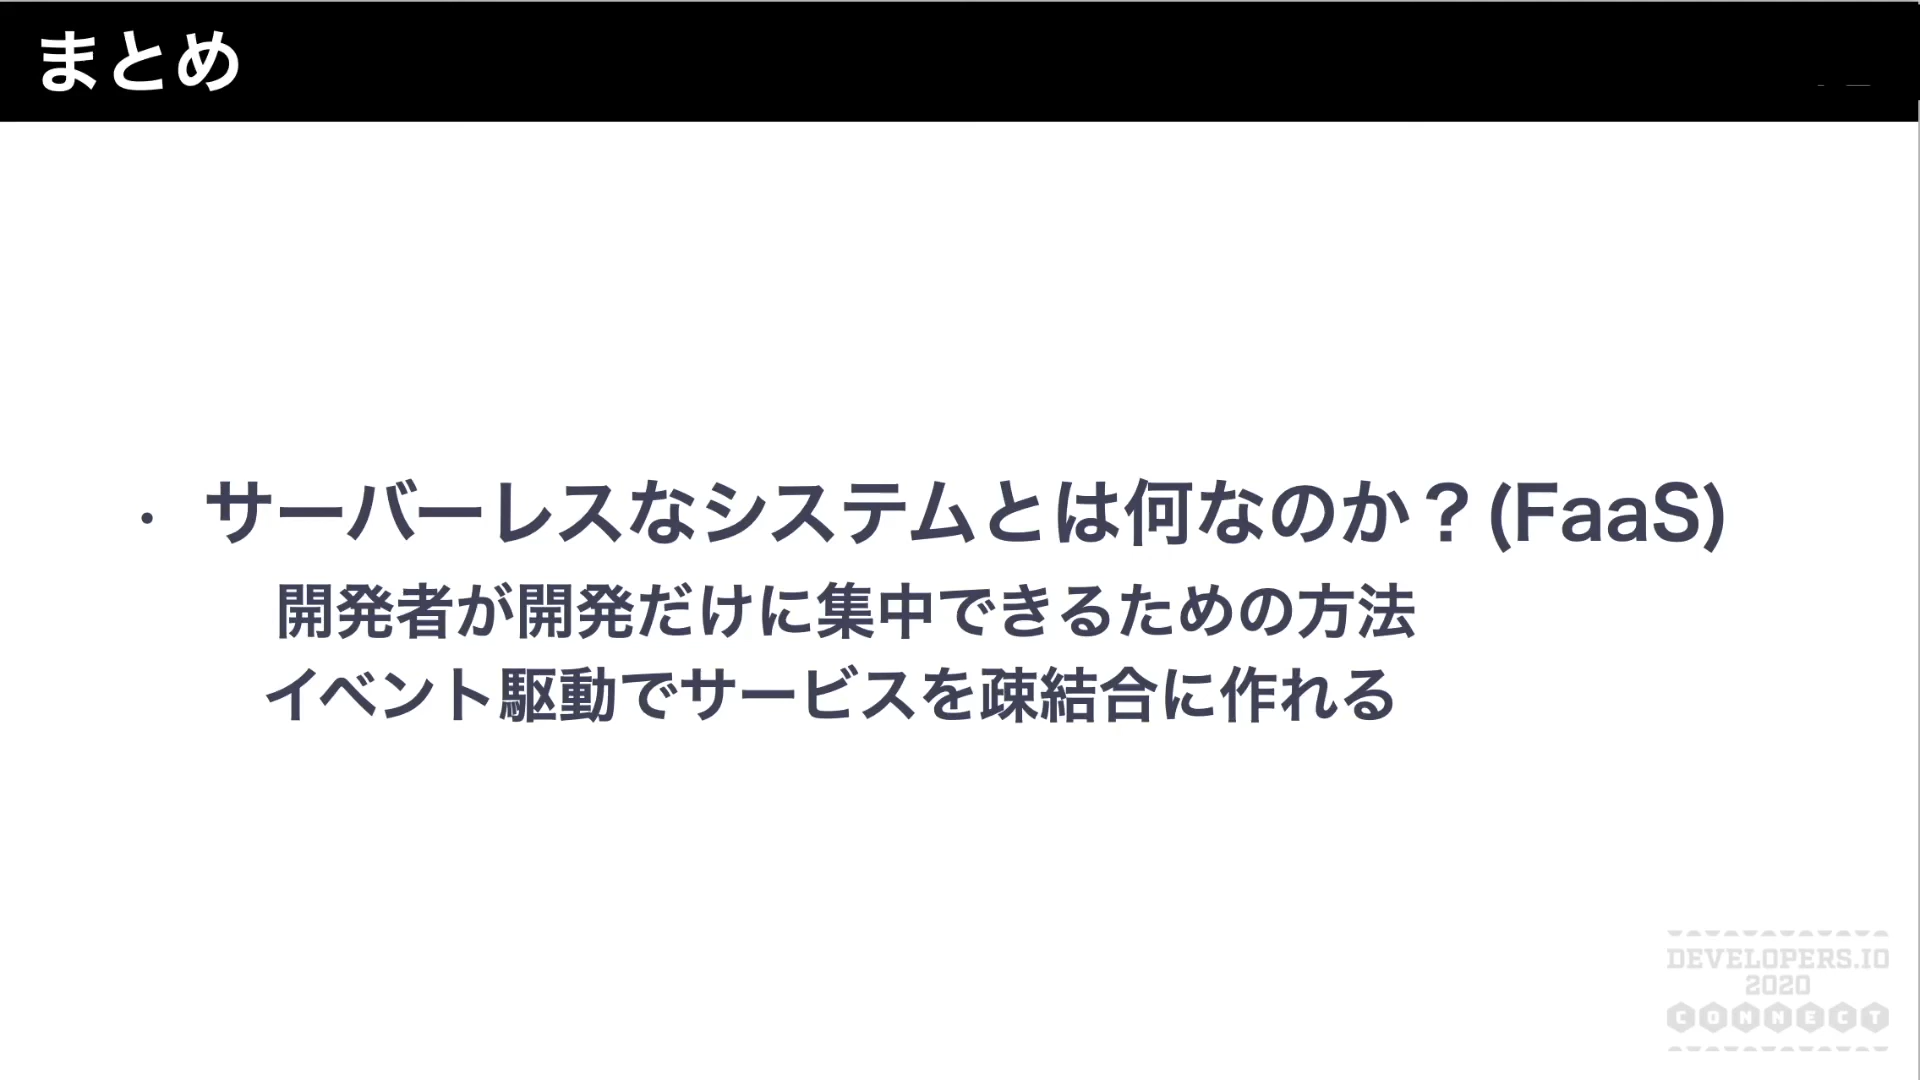 まとめ
・ サーバーレスなシステムとは何なのか？(FaaS)
開発者が開発だけに集中できるための方法
イベント駆動でサービスを疎結合に作れる
DEVELOPERS.IO
2020
CONNECT